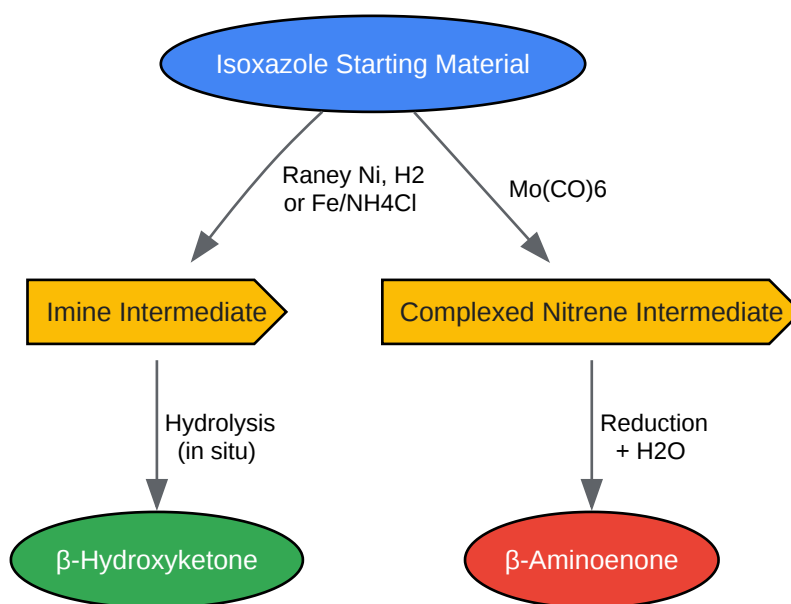 Isoxazole Starting Material
Raney Ni, H2
or Fe/NH4Cl
Mo(CO)6
Imine Intermediate
Complexed Nitrene Intermediate
Hydrolysis
(in situ)
Reduction
+ H2O
β-Hydroxyketone
β-Aminoenone